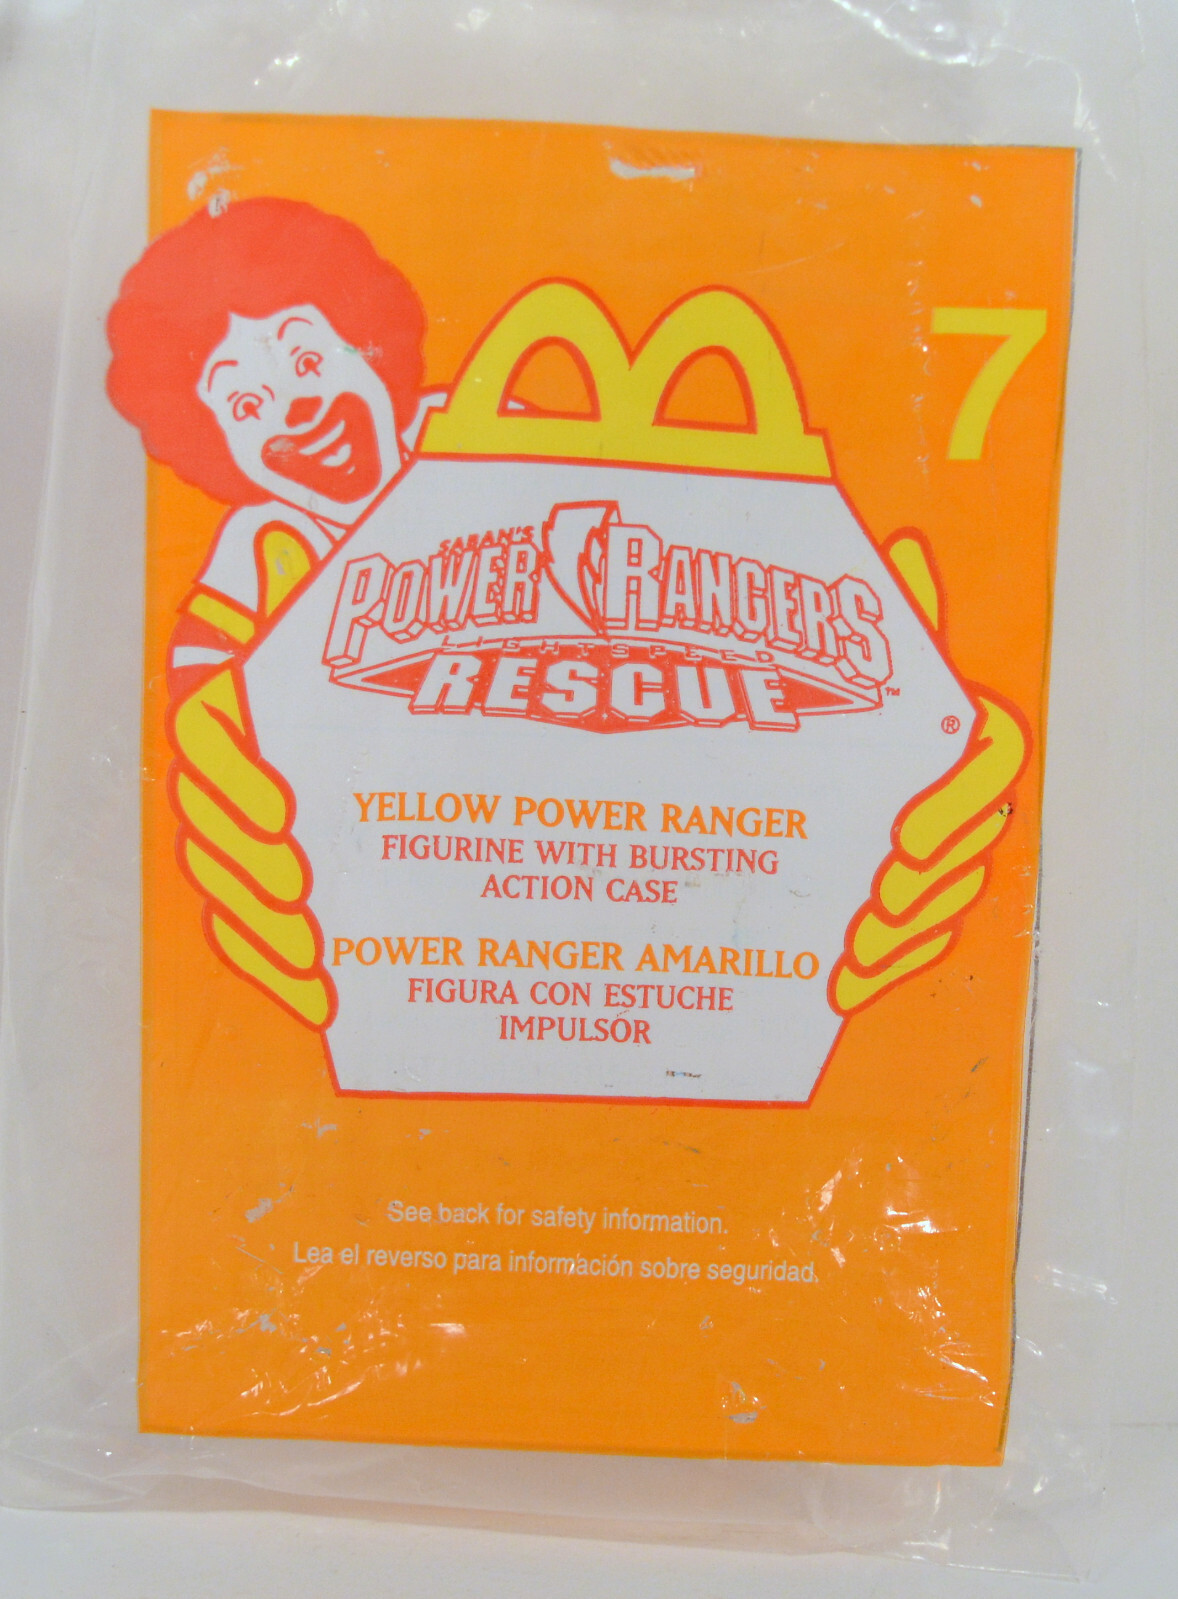 7
SABAN'S
POWER RANGERS
LIGHTSPEED
RESCUE™
®
YELLOW POWER RANGER
FIGURINE WITH BURSTING
ACTION CASE
POWER RANGER AMARILLO
FIGURA CON ESTUCHE
IMPULSOR
See back for safety information.
Lea el reverso para información sobre seguridad.